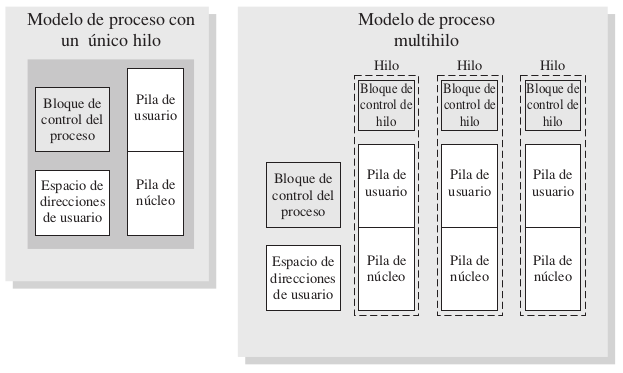 Modelo de proceso con
un único hilo
Bloque de
control del
proceso
Pila de
usuario
Espacio de
direcciones
de usuario
Pila de
núcleo
Modelo de proceso
multihilo
Hilo
Hilo
Hilo
Bloque de
control de
hilo
Bloque de
control de
hilo
Bloque de
control de
hilo
Bloque de
control del
proceso
Pila de
usuario
Pila de
usuario
Pila de
usuario
Espacio de
direcciones
de usuario
Pila de
núcleo
Pila de
núcleo
Pila de
núcleo